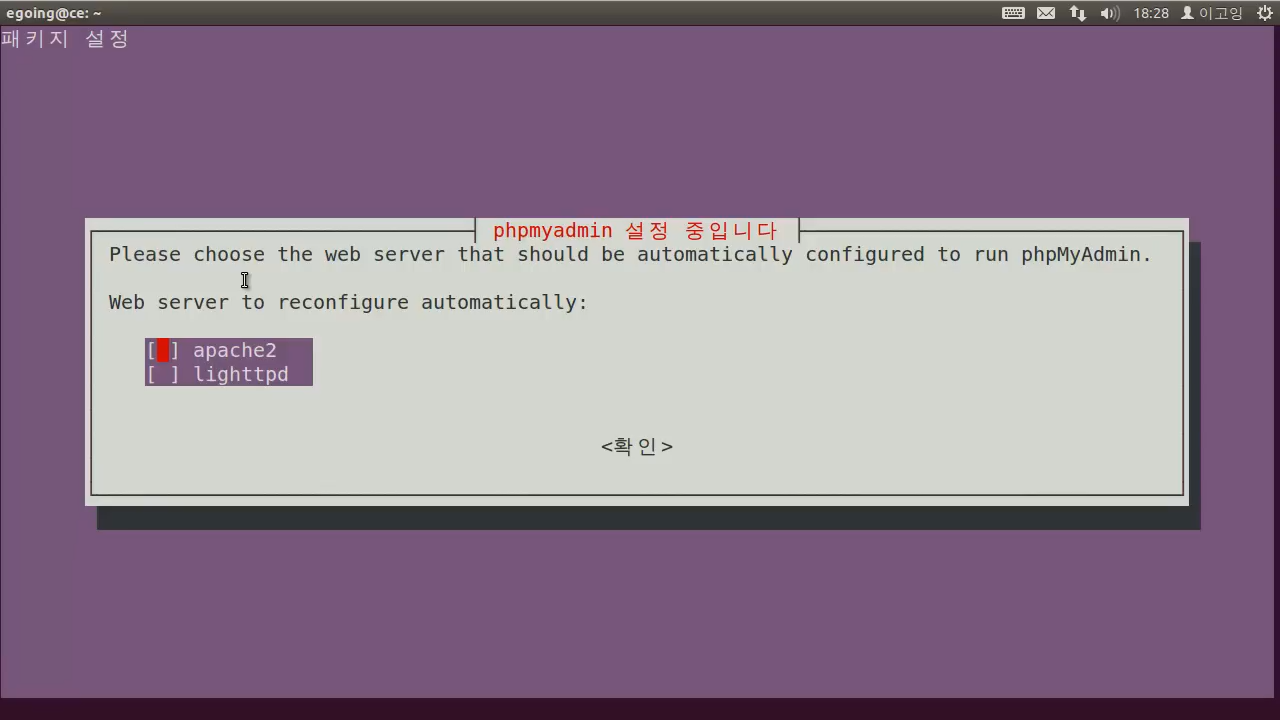 egoing@ce: ~
18:28 이고잉
패키지 설정
phpmyadmin 설정 중입니다
Please choose the web server that should be automatically configured to run phpMyAdmin.
Web server to reconfigure automatically:
[ ] apache2
[ ] lighttpd
<확인>